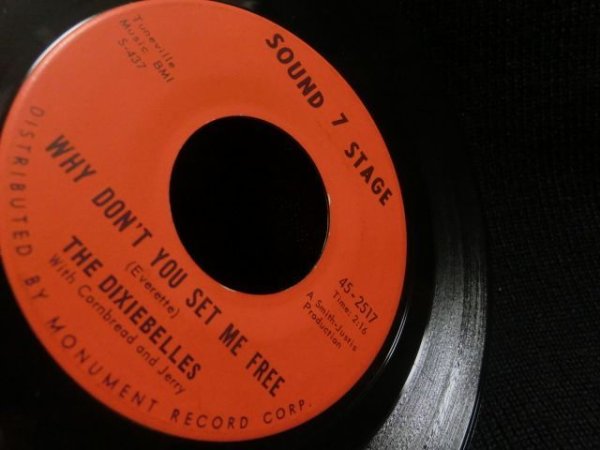 SOUND 7 STAGE
Tuneville
Music BMI
S-437
45-2517
Time: 2:16
A Smith-Justis
Production
WHY DON'T YOU SET ME FREE
(Everette)
THE DIXIEBELLES
With Cornbread and Jerry
DISTRIBUTED BY MONUMENT RECORD CORP.